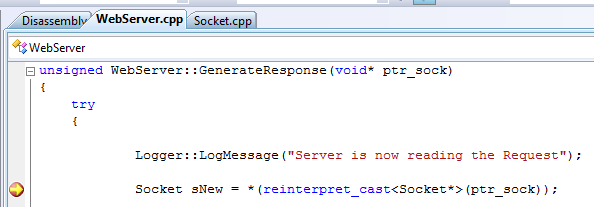 Disassembly WebServer.cpp Socket.cpp
WebServer
unsigned WebServer::GenerateResponse(void* ptr_sock)
{
try
{
Logger::LogMessage("Server is now reading the Request");
Socket sNew = *(reinterpret_cast<Socket*>(ptr_sock));